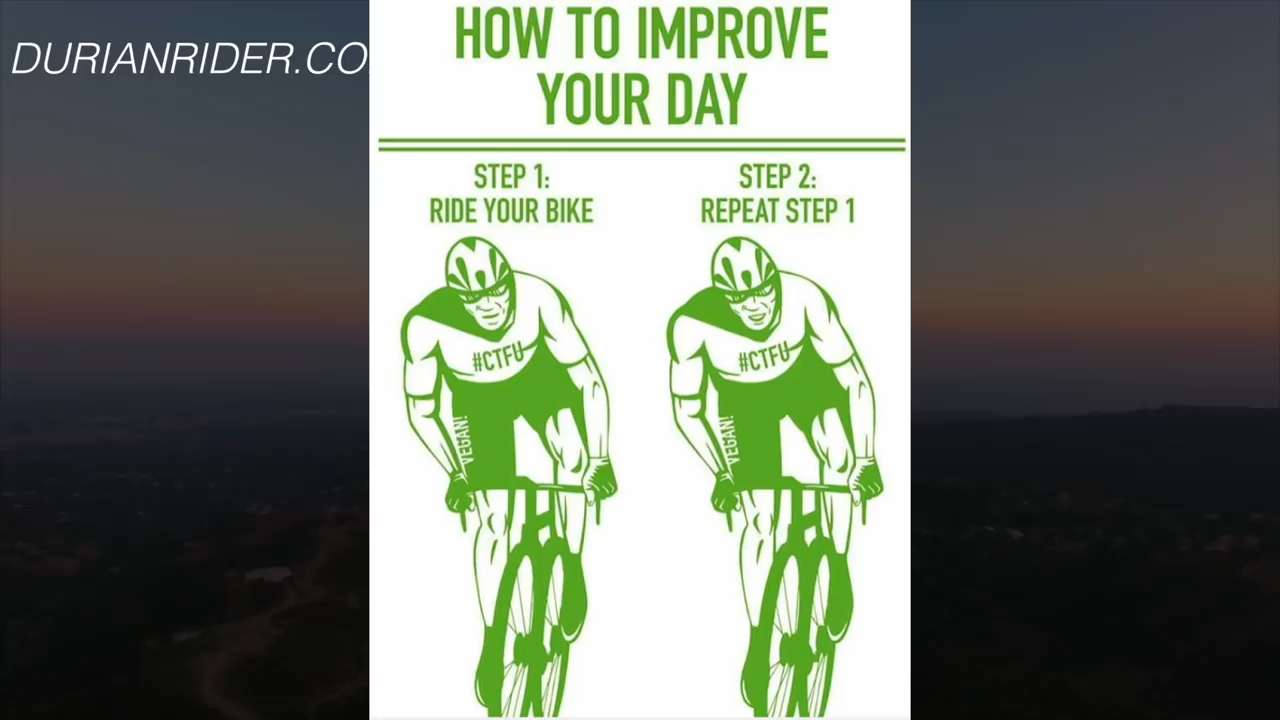 DURIANRIDER.CO
HOW TO IMPROVE
YOUR DAY
STEP 1:
RIDE YOUR BIKE
STEP 2:
REPEAT STEP 1
#CTFU
VEGAN!
#CTFU
VEGAN!